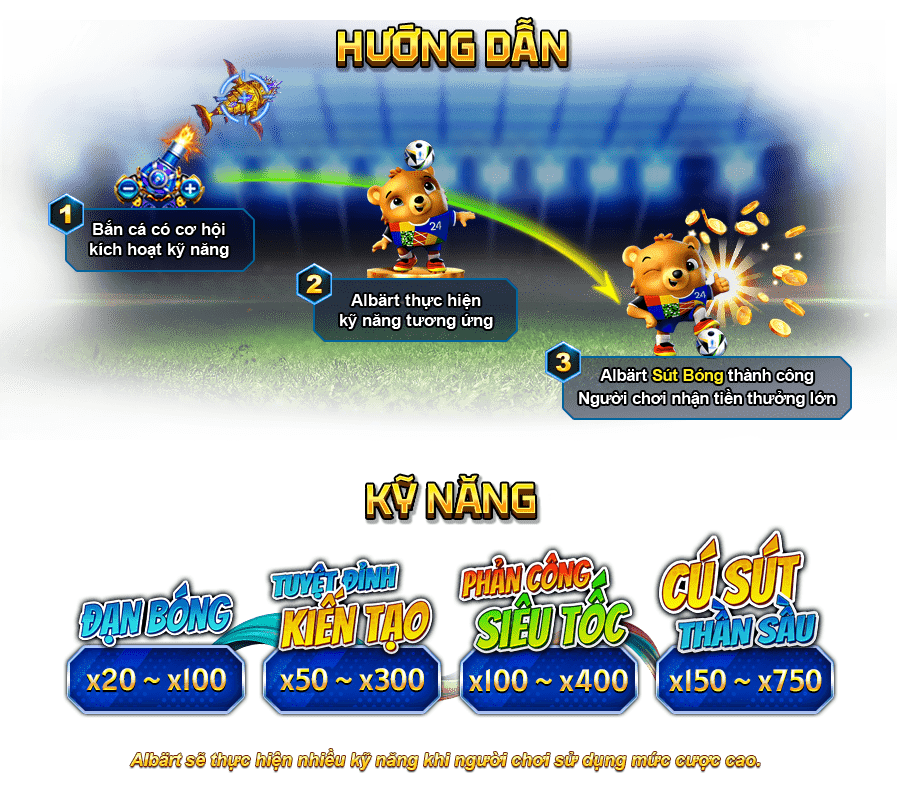 HƯỚNG DẪN
1
Bắn cá có cơ hội
kích hoạt kỹ năng
24
2
Albärt thực hiện
kỹ năng tương ứng
24
3
Albärt Sút Bóng thành công
Người chơi nhận tiền thưởng lớn
KỸ NĂNG
ĐẠN BÓNG
x20 ~ x100
TUYỆT ĐỈNH
KIẾN TẠO
x50 ~ x300
PHẢN CÔNG
SIÊU TỐC
x100 ~ x400
CÚ SÚT
THẦN SẦU
x150 ~ x750
Albärt sẽ thực hiện nhiều kỹ năng khi người chơi sử dụng mức cược cao.